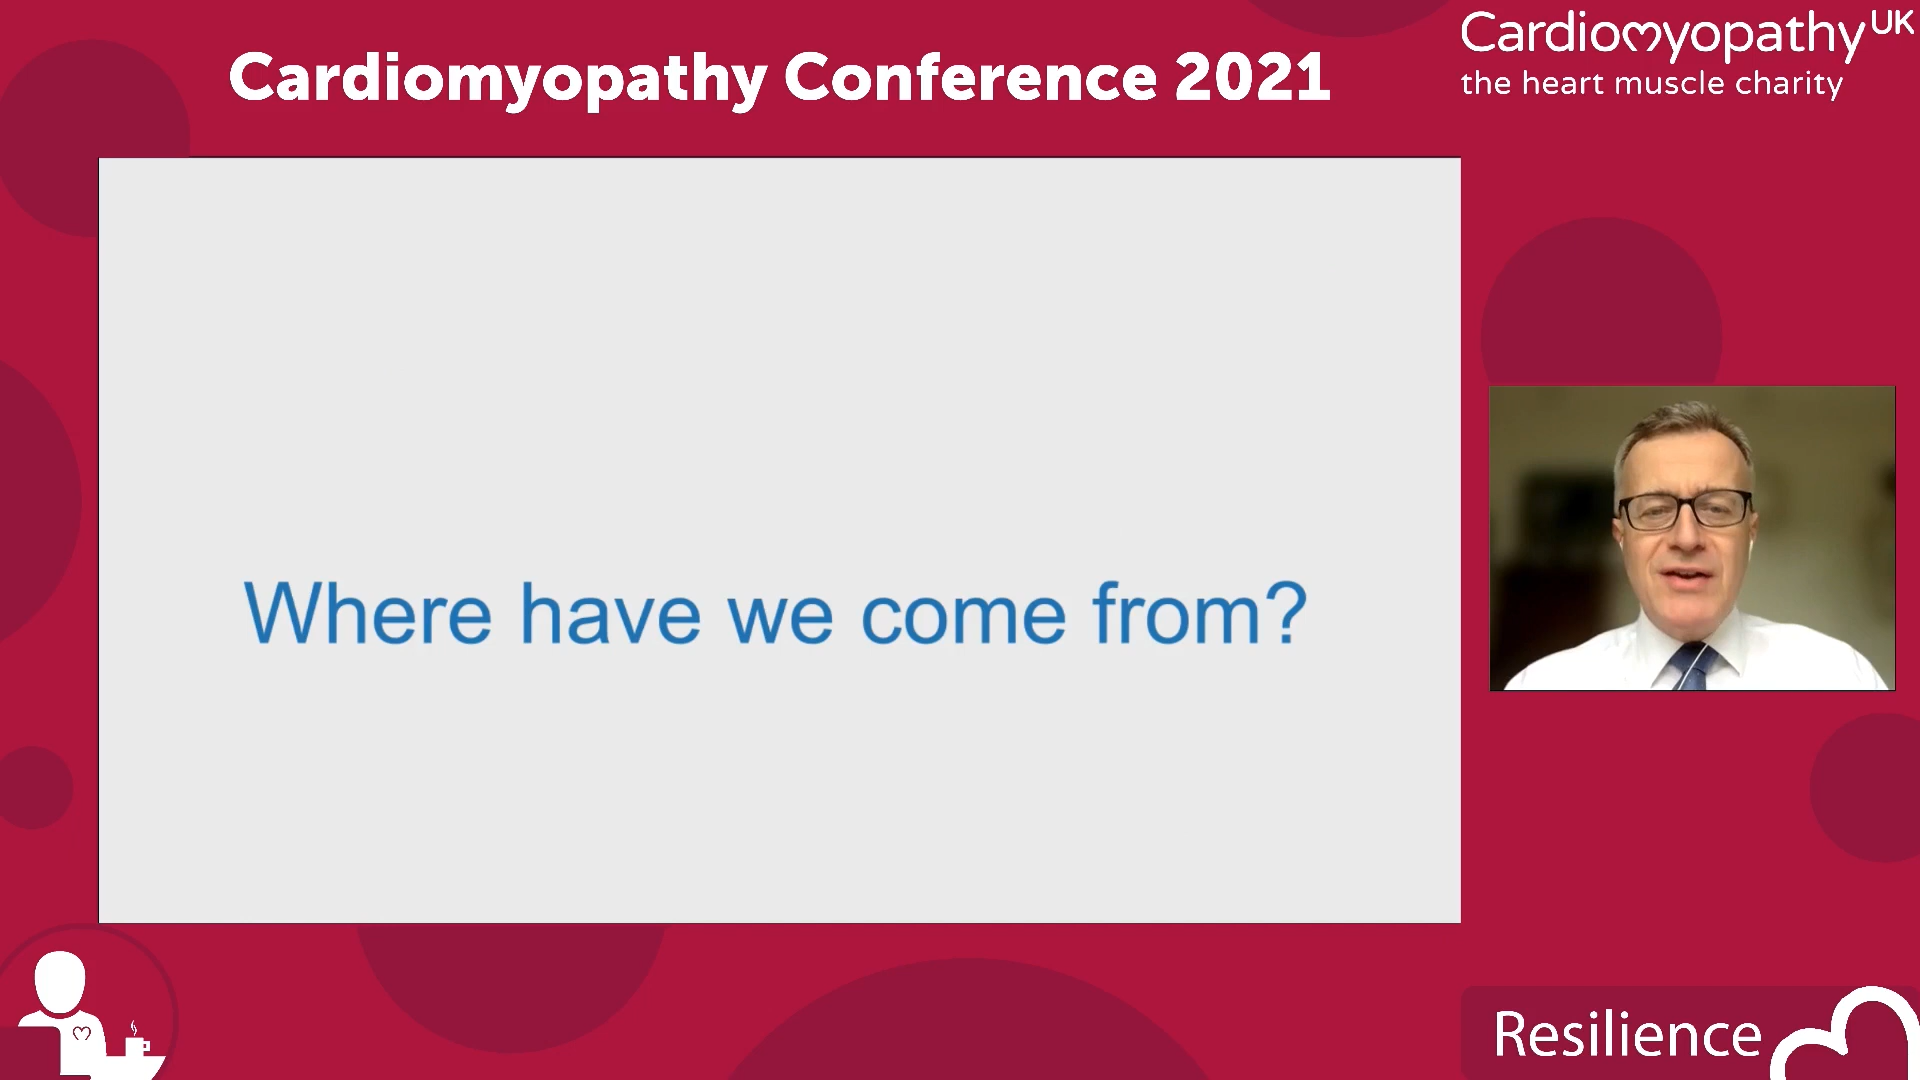 Cardiomyopathy Conference 2021
Cardiomyopathy UK
the heart muscle charity
Where have we come from?
Resilience